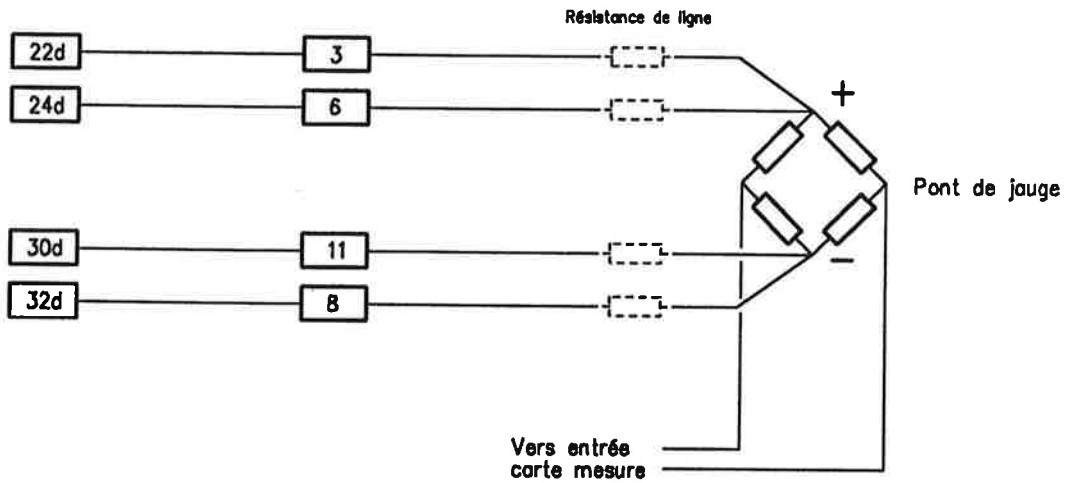 Résistance de ligne
22d 3
24d 6
+
Pont de jauge
30d 11
−
32d 8
Vers entrée
carte mesure